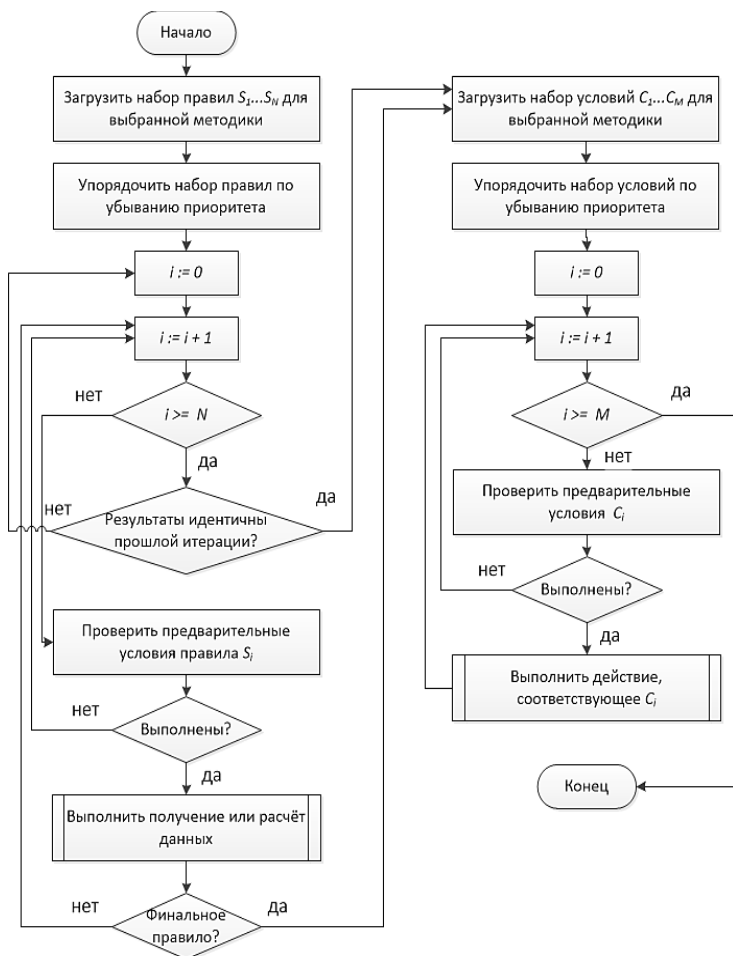 Начало
Загрузить набор правил S₁...Sₙ для
выбранной методики
Упорядочить набор правил по
убыванию приоритета
i := 0
i := i + 1
нет
i >= N
да
нет
Результаты идентичны
прошлой итерации?
да
Проверить предварительные
условия правила Sᵢ
нет
Выполнены?
да
Выполнить получение или расчёт
данных
нет
Финальное
правило?
да
Загрузить набор условий C₁...Cᴍ для
выбранной методики
Упорядочить набор условий по
убыванию приоритета
i := 0
i := i + 1
i >= M
да
нет
Проверить предварительные
условия Cᵢ
нет
Выполнены?
да
Выполнить действие,
соответствующее Cᵢ
Конец